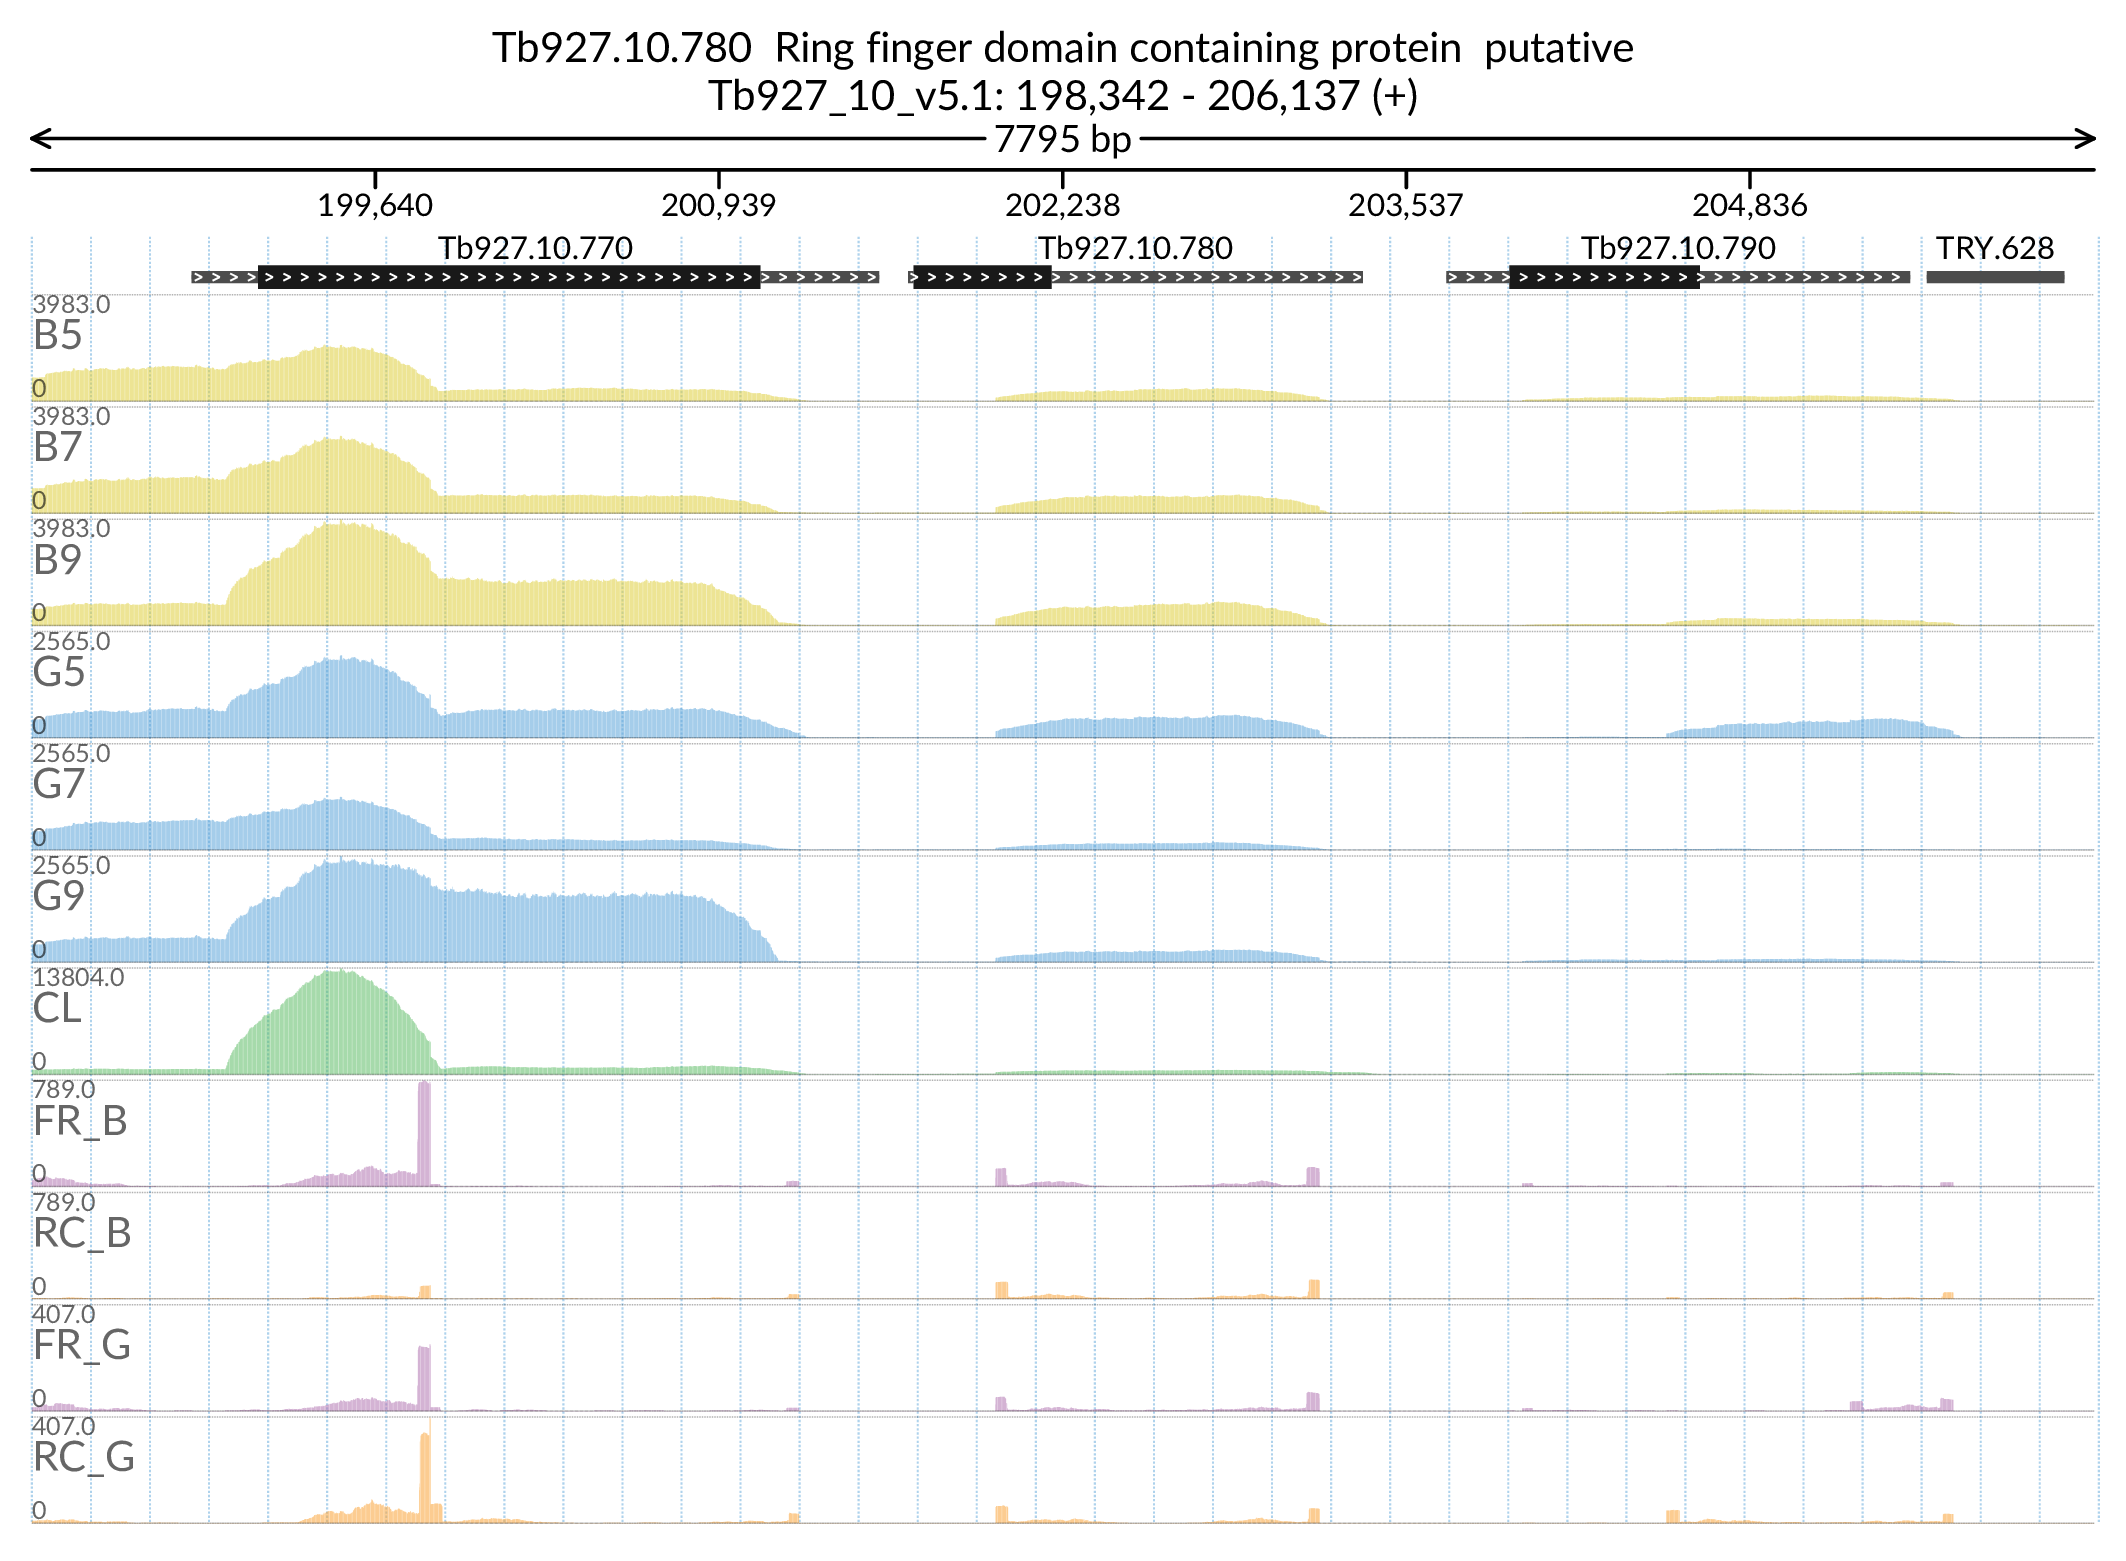 Tb927.10.780  Ring finger domain containing protein  putative
Tb927_10_v5.1: 198,342 - 206,137 (+)
7795 bp
199,640 200,939 202,238 203,537 204,836
Tb927.10.770 Tb927.10.780 Tb927.10.790 TRY.628
3983.0
B5
0
3983.0
B7
0
3983.0
B9
0
2565.0
G5
0
2565.0
G7
0
2565.0
G9
0
13804.0
CL
0
789.0
FR_B
0
789.0
RC_B
0
407.0
FR_G
0
407.0
RC_G
0